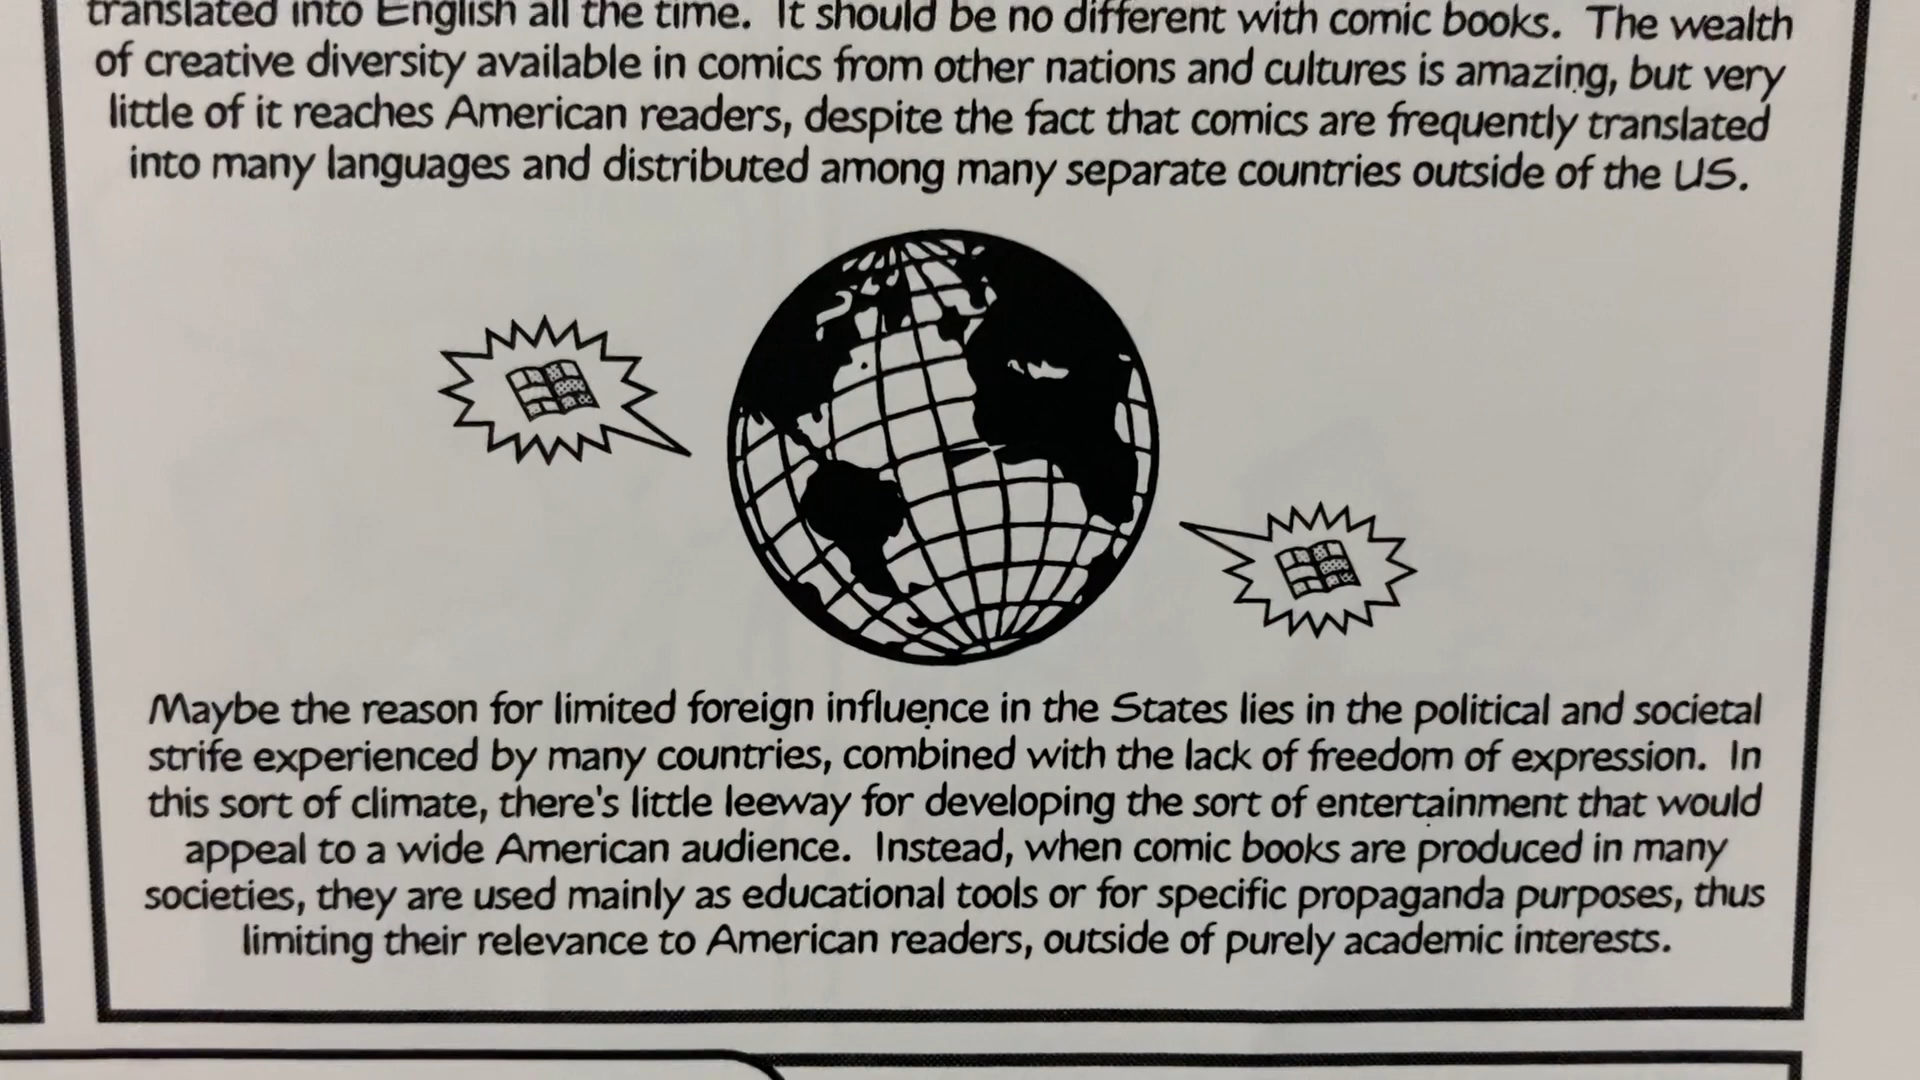 translated into English all the time. It should be no different with comic books. The wealth
of creative diversity available in comics from other nations and cultures is amazing, but very
little of it reaches American readers, despite the fact that comics are frequently translated
into many languages and distributed among many separate countries outside of the US.
Maybe the reason for limited foreign influence in the States lies in the political and societal
strife experienced by many countries, combined with the lack of freedom of expression. In
this sort of climate, there's little leeway for developing the sort of entertainment that would
appeal to a wide American audience. Instead, when comic books are produced in many
societies, they are used mainly as educational tools or for specific propaganda purposes, thus
limiting their relevance to American readers, outside of purely academic interests.